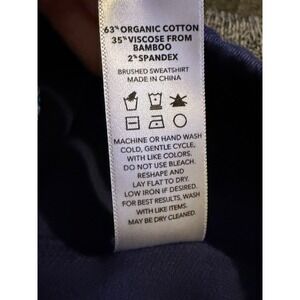 63% ORGANIC COTTON
35% VISCOSE FROM
BAMBOO
2% SPANDEX
BRUSHED SWEATSHIRT
MADE IN CHINA
MACHINE OR HAND WASH
COLD, GENTLE CYCLE,
WITH LIKE COLORS.
DO NOT USE BLEACH.
RESHAPE AND
LAY FLAT TO DRY.
LOW IRON IF DESIRED.
FOR BEST RESULTS, WASH
WITH LIKE ITEMS.
MAY BE DRY CLEANED.